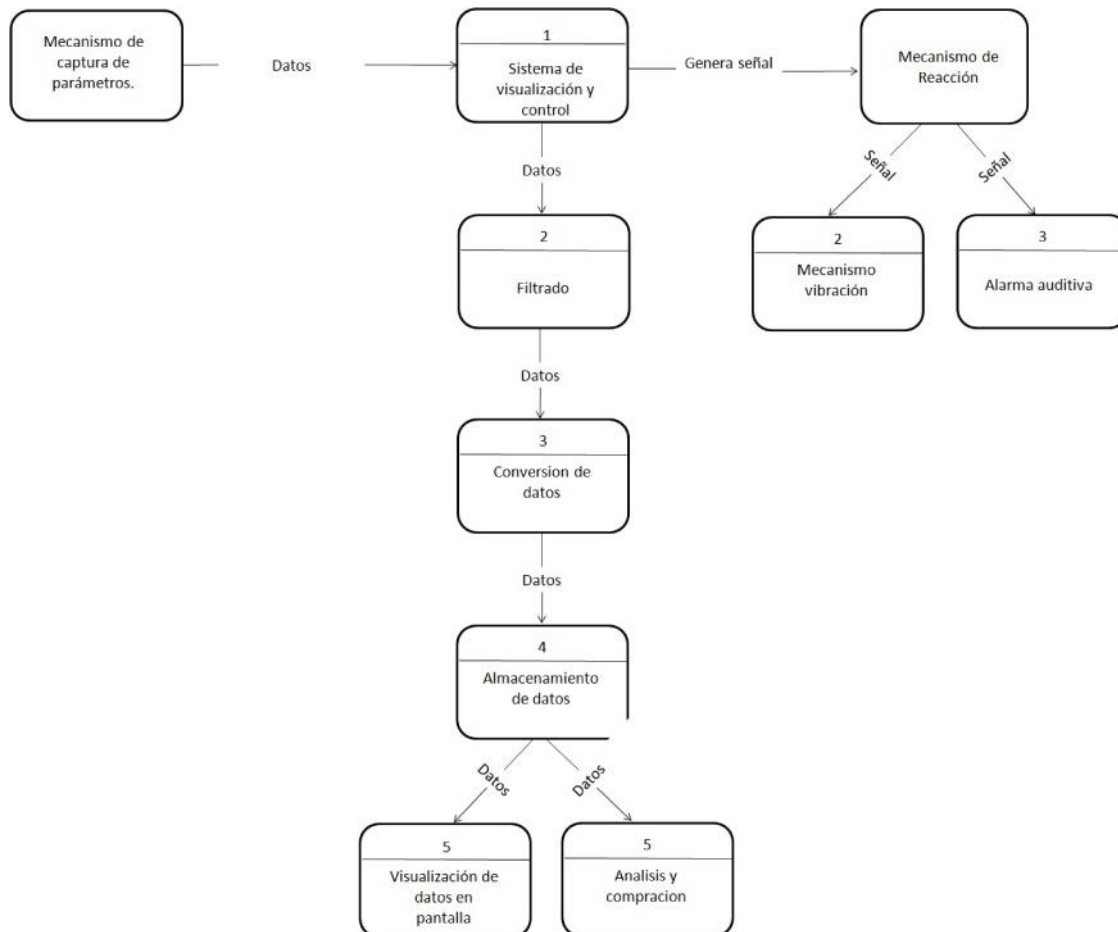 Mecanismo de
captura de
parámetros.
Datos
1
Sistema de
visualización y
control
Genera señal
Mecanismo de
Reacción
Datos
Señal
Señal
2
Filtrado
2
Mecanismo
vibración
3
Alarma auditiva
Datos
3
Conversion de
datos
Datos
4
Almacenamiento
de datos
Datos
Datos
5
Visualización de
datos en
pantalla
5
Analisis y
compracion